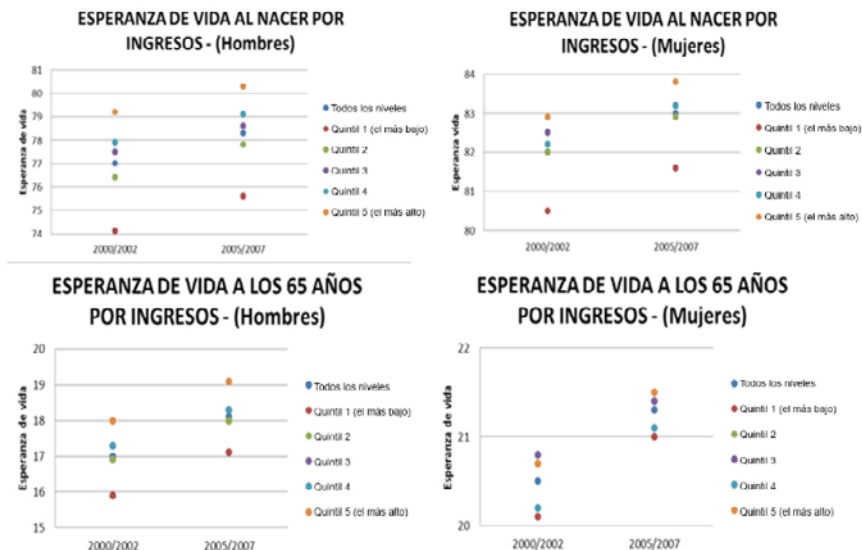 ESPERANZA DE VIDA AL NACER POR
INGRESOS - (Hombres)
81
80
79
78
77
76
75
74
Esperanza de vida
2000/2002
2005/2007
Todos los niveles
Quintil 1 (el más bajo)
Quintil 2
Quintil 3
Quintil 4
Quintil 5 (el más alto)
ESPERANZA DE VIDA AL NACER POR
INGRESOS - (Mujeres)
84
83
82
81
80
Esperanza vida
2000/2002
2005/2007
Todos los niveles
Quintil 1 (el más bajo)
Quintil 2
Quintil 3
Quintil 4
Quintil 5 (el más alto)
ESPERANZA DE VIDA A LOS 65 AÑOS
POR INGRESOS - (Hombres)
20
19
18
17
16
15
Esperanza de vida
2000/2002
2005/2007
Todos los niveles
Quintil 1 (el más bajo)
Quintil 2
Quintil 3
Quintil 4
Quintil 5 (el más alto)
ESPERANZA DE VIDA A LOS 65 AÑOS
POR INGRESOS - (Mujeres)
22
21
20
Esperanza de vida
2000/2002
2005/2007
Todos los niveles
Quintil 1 (el más bajo)
Quintil 2
Quintil 3
Quintil 4
Quintil 5 (el más alto)